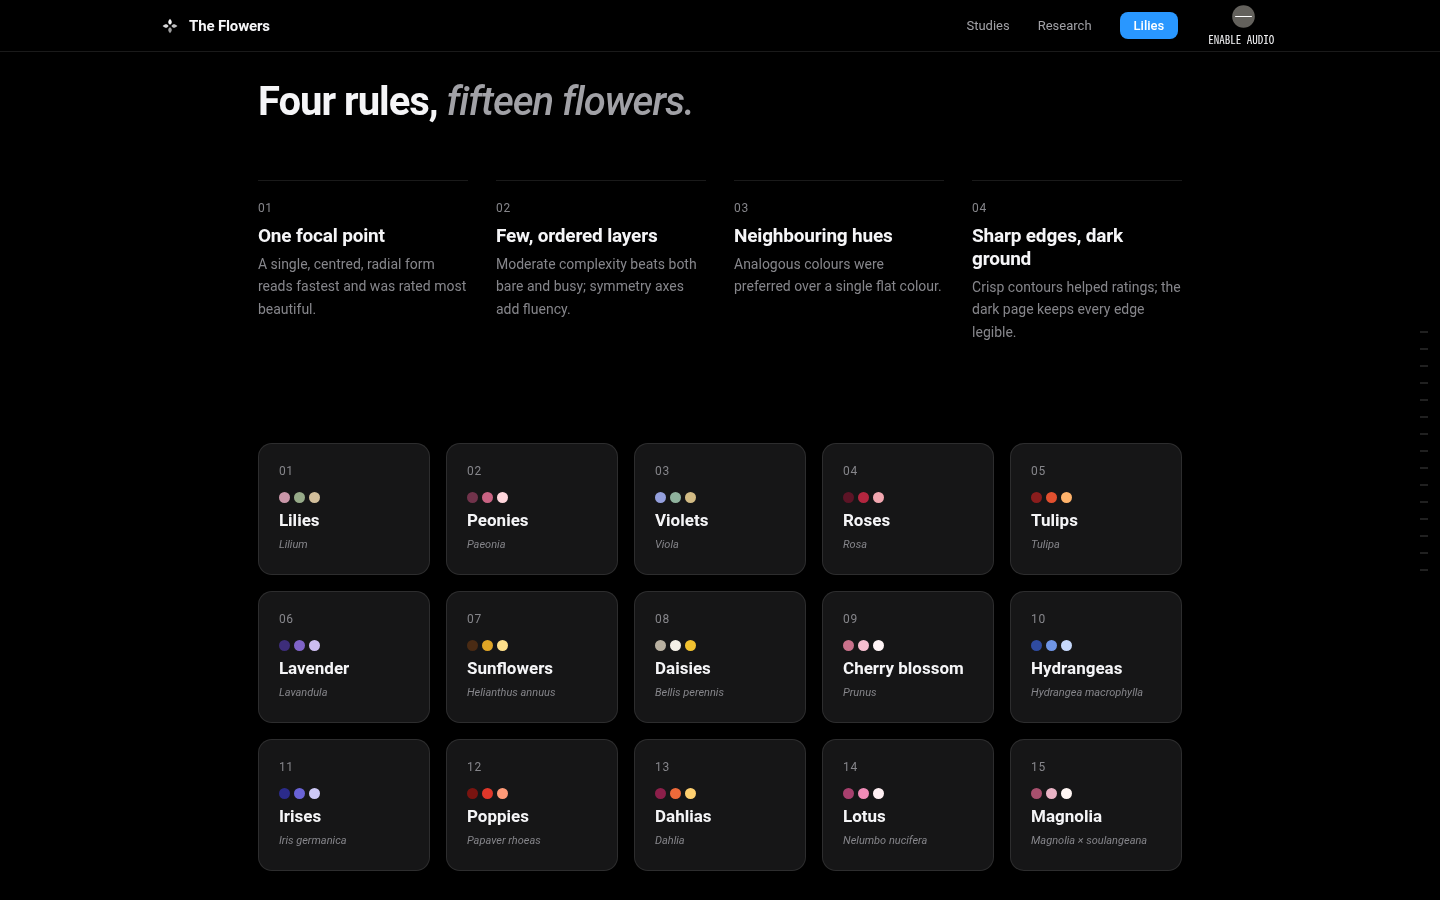 The Flowers
Studies
Research
Lilies
ENABLE AUDIO
Four rules, fifteen flowers.
01
One focal point
A single, centred, radial form
reads fastest and was rated most
beautiful.
02
Few, ordered layers
Moderate complexity beats both
bare and busy; symmetry axes
add fluency.
03
Neighbouring hues
Analogous colours were
preferred over a single flat colour.
04
Sharp edges, dark
ground
Crisp contours helped ratings; the
dark page keeps every edge
legible.
01
Lilies
Lilium
02
Peonies
Paeonia
03
Violets
Viola
04
Roses
Rosa
05
Tulips
Tulipa
06
Lavender
Lavandula
07
Sunflowers
Helianthus annuus
08
Daisies
Bellis perennis
09
Cherry blossom
Prunus
10
Hydrangeas
Hydrangea macrophylla
11
Irises
Iris germanica
12
Poppies
Papaver rhoeas
13
Dahlias
Dahlia
14
Lotus
Nelumbo nucifera
15
Magnolia
Magnolia × soulangeana